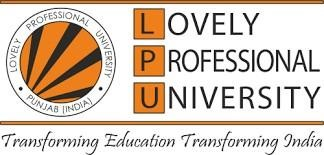 LOVELY PROFESSIONAL UNIVERSITY
PUNJAB (INDIA)
LOVELY
PROFESSIONAL
UNIVERSITY
Transforming Education Transforming India